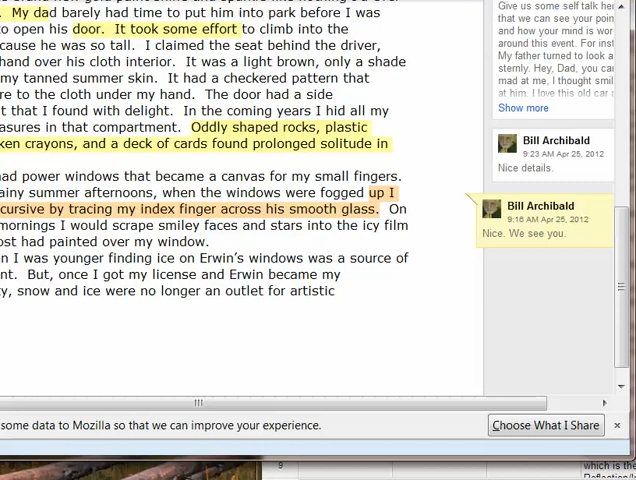 . My dad barely had time to put him into park before I was
o open his door. It took some effort to climb into the
cause he was so tall. I claimed the seat behind the driver,
hand over his cloth interior. It was a light brown, only a shade
my tanned summer skin. It had a checkered pattern that
re to the cloth under my hand. The door had a side
t that I found with delight. In the coming years I hid all my
asures in that compartment. Oddly shaped rocks, plastic
ken crayons, and a deck of cards found prolonged solitude in
had power windows that became a canvas for my small fingers.
ainy summer afternoons, when the windows were fogged up I
cursive by tracing my index finger across his smooth glass. On
mornings I would scrape smiley faces and stars into the icy film
ost had painted over my window.
n I was younger finding ice on Erwin's windows was a source of
nt. But, once I got my license and Erwin became my
ty, snow and ice were no longer an outlet for artistic
Give us some self talk he
that we can see your poin
and how your mind is wor
around this event. For inst
My father turned to look a
sternly. Hey, Dad, you ca
mad at me, I thought smil
at him. I love this old car
Show more
Bill Archibald
9:23 AM Apr 25, 2012
Nice details.
Bill Archibald
9:16 AM Apr 25, 2012
Nice. We see you.
some data to Mozilla so that we can improve your experience.
Choose What I Share
9
which is the